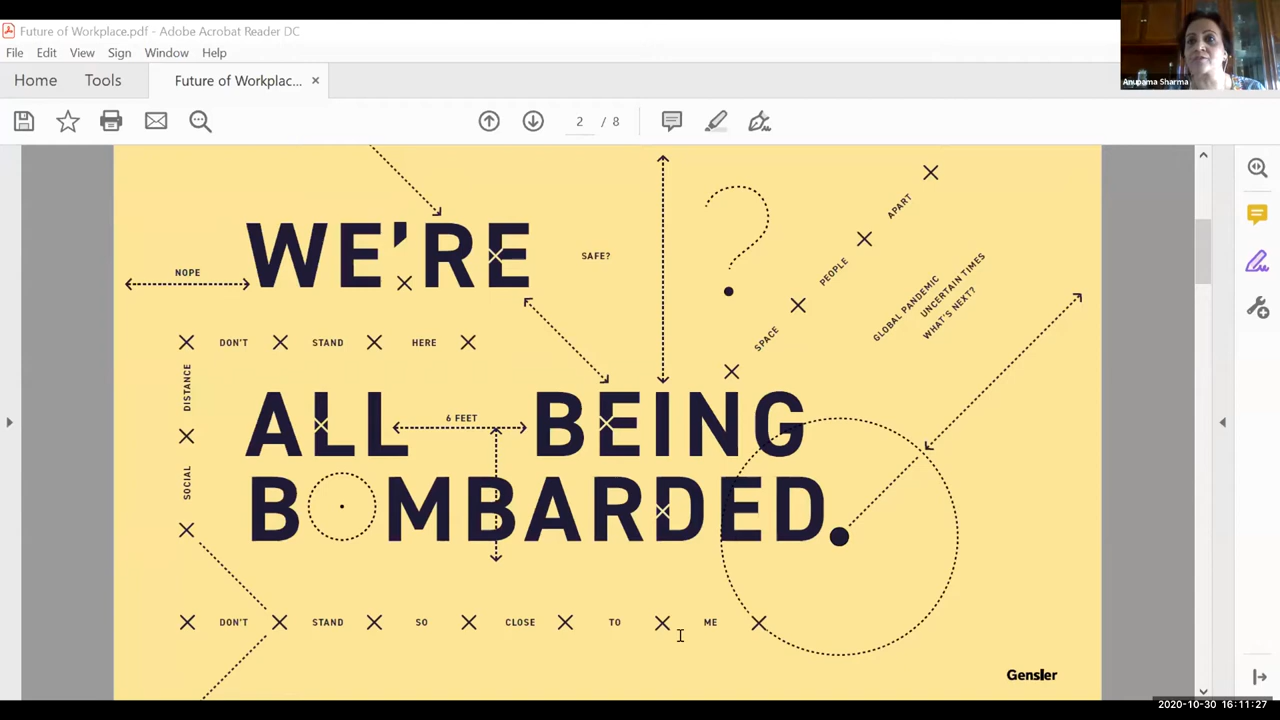 Future of Workplace.pdf - Adobe Acrobat Reader DC
File Edit View Sign Window Help
Home Tools Future of Workplac... ×
2 / 8
Anupama Sharma
WE'RE
SAFE?
NOPE
DON'T STAND HERE
SPACE PEOPLE APART
GLOBAL PANDEMIC
UNCERTAIN TIMES
WHAT'S NEXT?
SOCIAL DISTANCE
ALL BEING
6 FEET
BOMBARDED.
DON'T STAND SO CLOSE TO ME
Gensler
2020-10-30 16:11:27